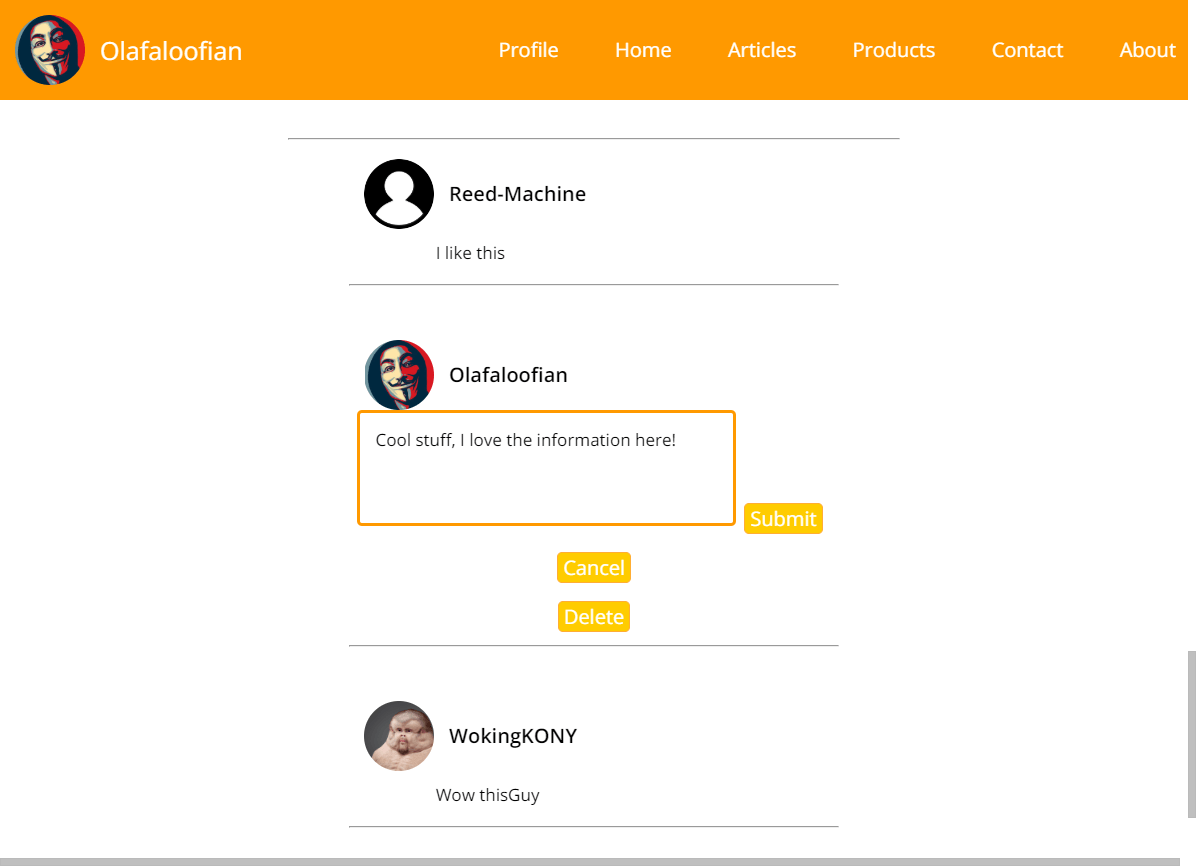 Olafaloofian
Profile Home Articles Products Contact About
Reed-Machine
I like this
Olafaloofian
Cool stuff, I love the information here!
Submit
Cancel
Delete
WokingKONY
Wow thisGuy